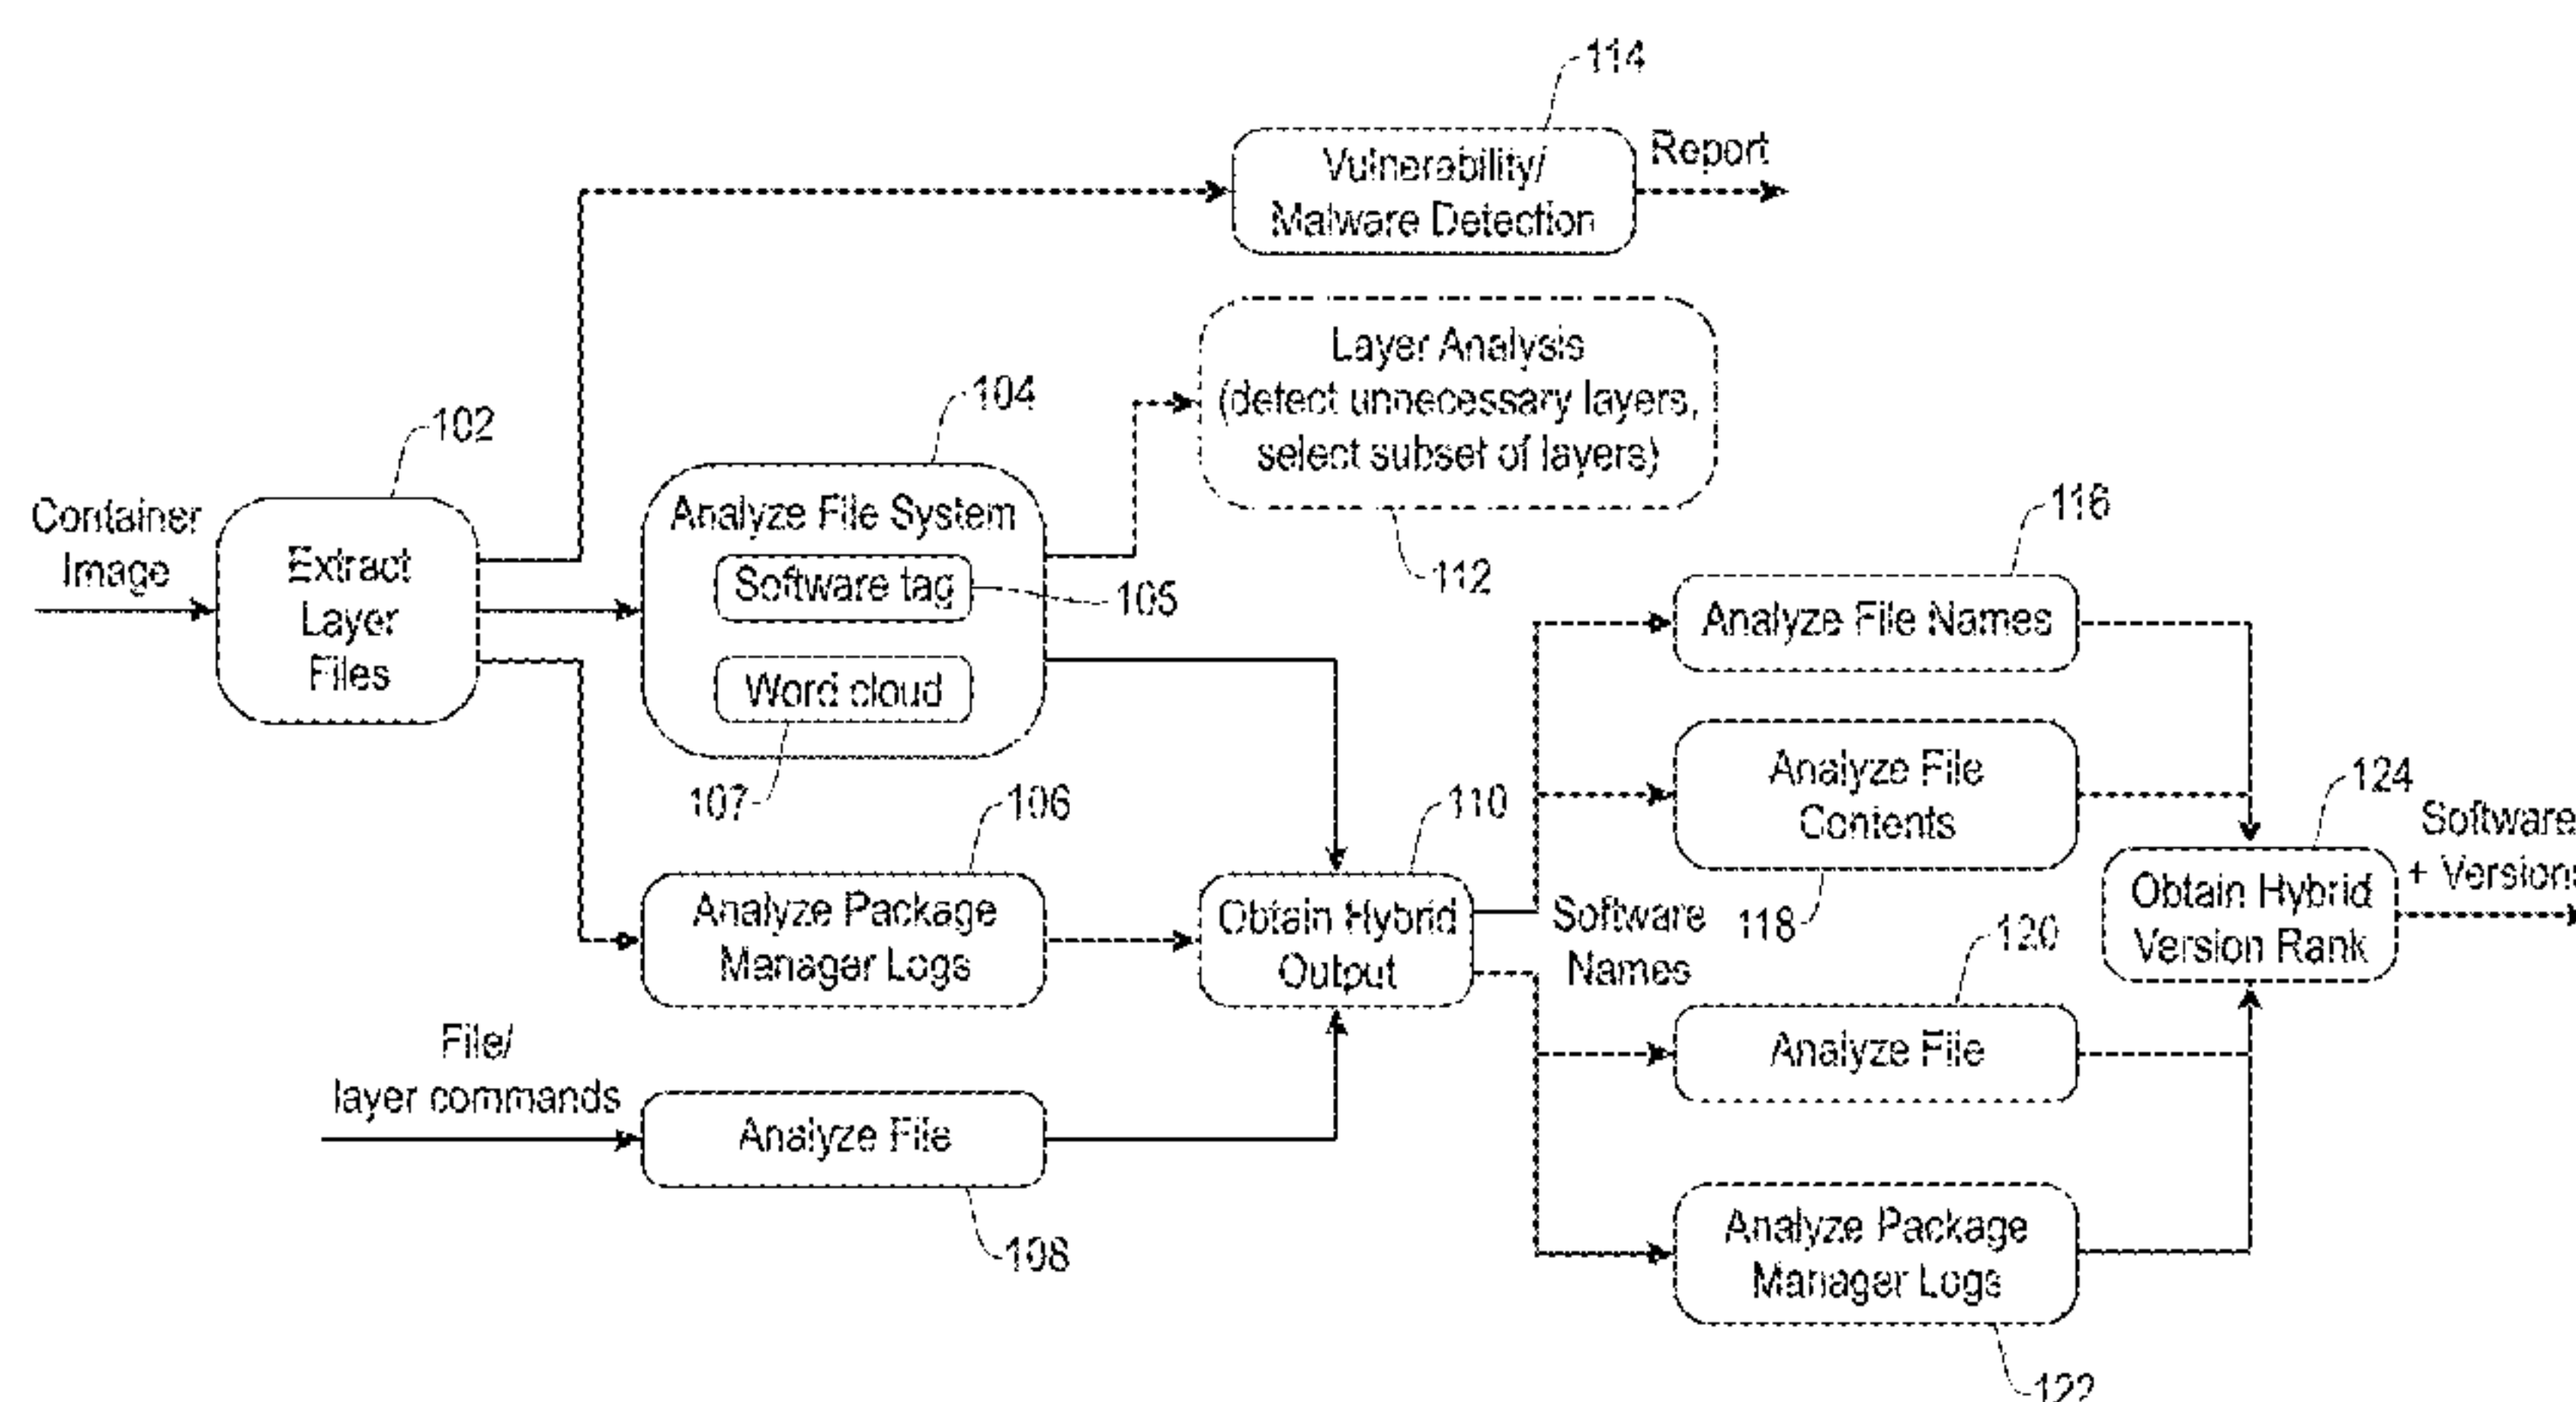 114
Vulnerability/
Malware Detection
Report
Layer Analysis
(detect unnecessary layers,
select subset of layers)
112
102
Container
Image
Extract
Layer
Files
104
Analyze File System
Software tag
105
Word cloud
107
106
Analyze Package
Manager Logs
File/
layer commands
Analyze File
108
110
Obtain Hybrid
Output
Software
Names
116
Analyze File Names
Analyze File
Contents
118
120
Analyze File
Analyze Package
Manager Logs
122
124
Obtain Hybrid
Version Rank
Software
+ Versions